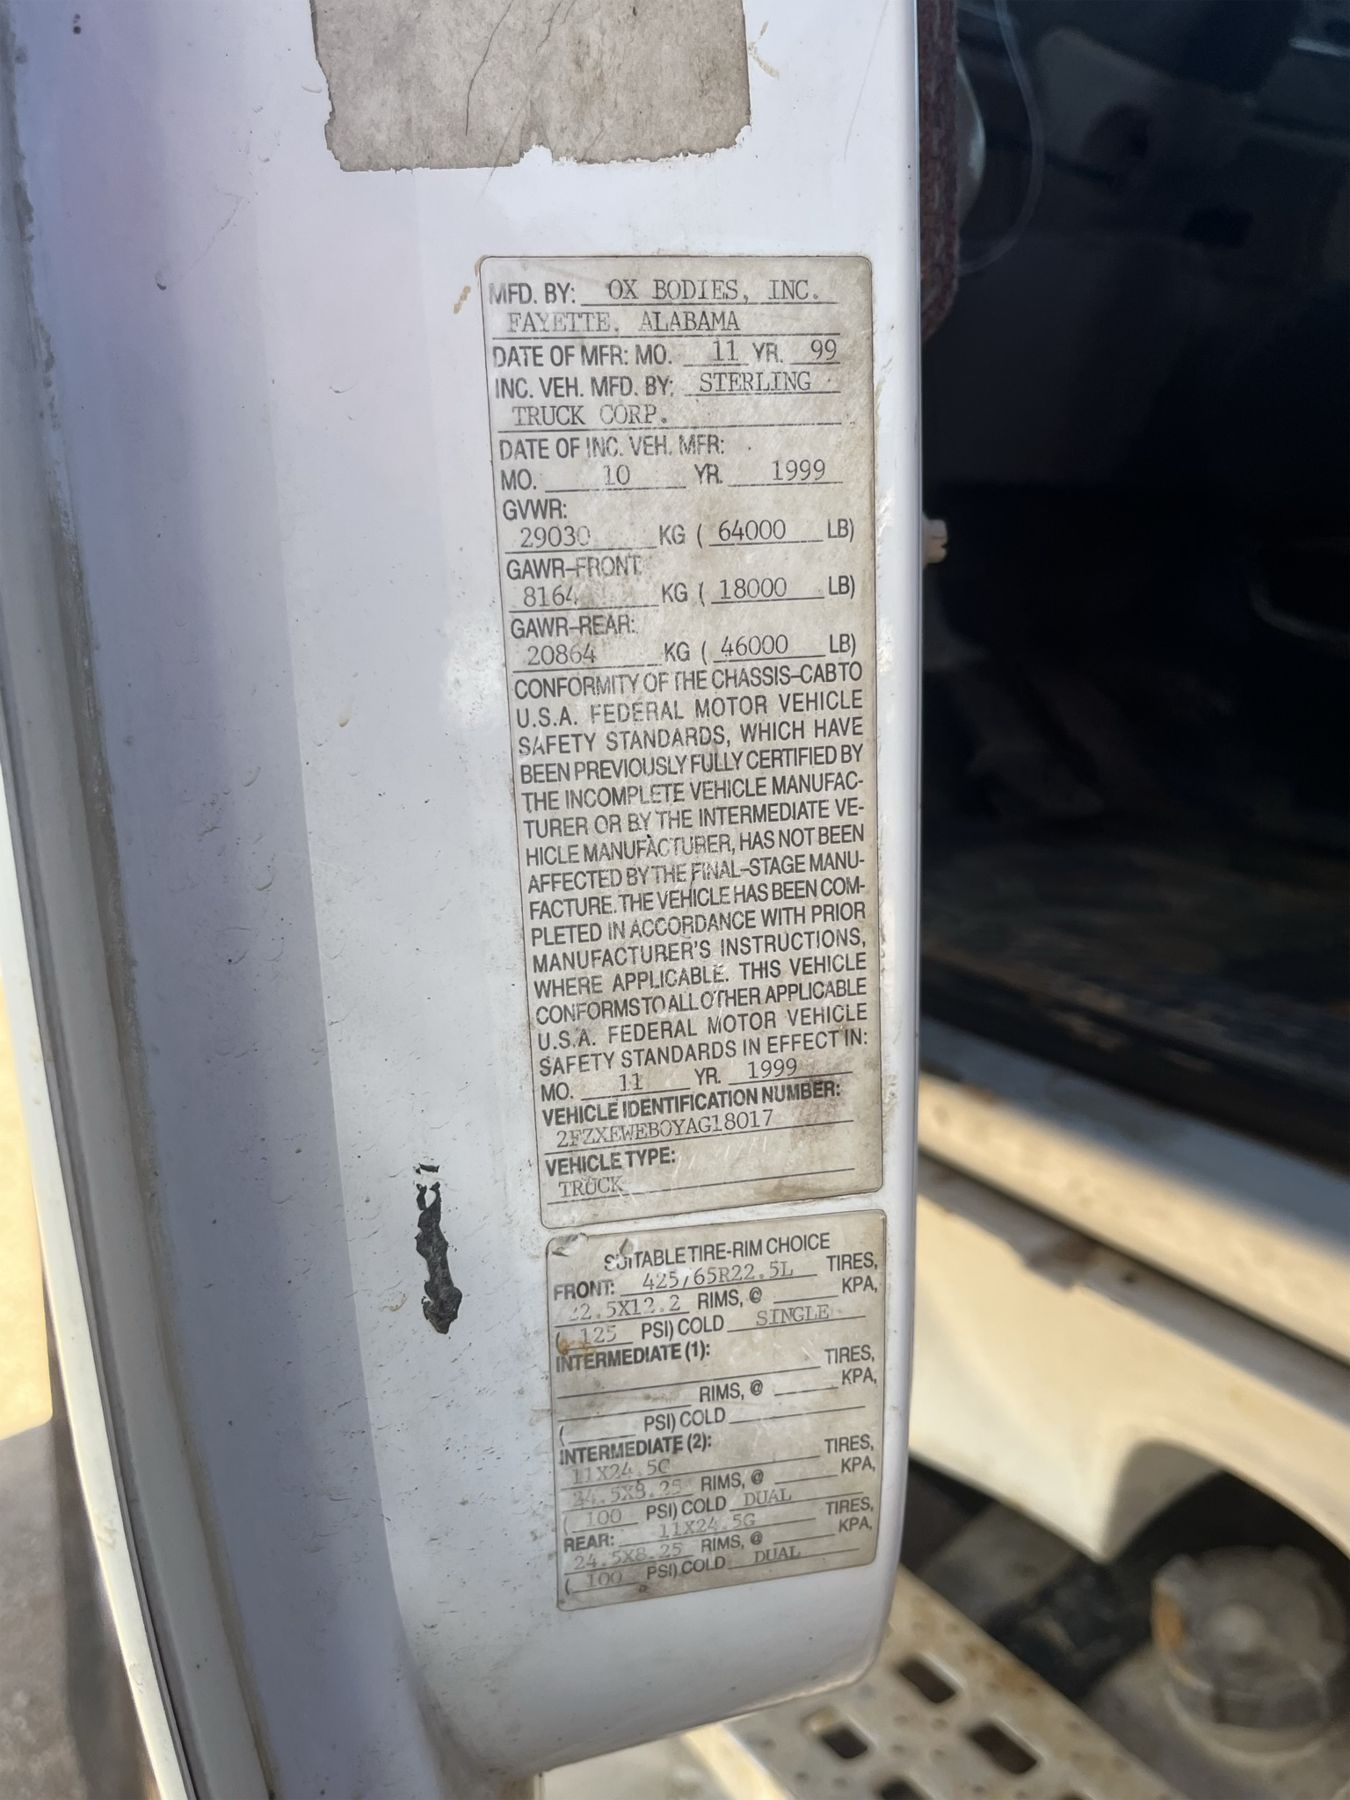 MFD. BY: OX BODIES, INC.
FAYETTE, ALABAMA
DATE OF MFR: MO. 11 YR. 99
INC. VEH. MFD. BY: STERLING
TRUCK CORP.
DATE OF INC. VEH. MFR:
MO. 10 YR. 1999
GVWR:
29030 KG ( 64000 LB)
GAWR-FRONT
8164 KG ( 18000 LB)
GAWR-REAR:
20864 KG ( 46000 LB)
CONFORMITY OF THE CHASSIS-CAB TO
U.S.A. FEDERAL MOTOR VEHICLE
SAFETY STANDARDS, WHICH HAVE
BEEN PREVIOUSLY FULLY CERTIFIED BY
THE INCOMPLETE VEHICLE MANUFAC-
TURER OR BY THE INTERMEDIATE VE-
HICLE MANUFACTURER, HAS NOT BEEN
AFFECTED BY THE FINAL-STAGE MANU-
FACTURE. THE VEHICLE HAS BEEN COM-
PLETED IN ACCORDANCE WITH PRIOR
MANUFACTURER'S INSTRUCTIONS,
WHERE APPLICABLE. THIS VEHICLE
CONFORMS TO ALL OTHER APPLICABLE
U.S.A. FEDERAL MOTOR VEHICLE
SAFETY STANDARDS IN EFFECT IN:
MO. 11 YR. 1999
VEHICLE IDENTIFICATION NUMBER:
2FZXEWEB0YAG18017
VEHICLE TYPE:
TRUCK
SUITABLE TIRE-RIM CHOICE
FRONT: 425/65R22.5L TIRES,
22.5X12.2 RIMS, @ KPA,
( 125 PSI) COLD SINGLE
INTERMEDIATE (1):
TIRES,
RIMS, @ KPA,
( PSI) COLD
INTERMEDIATE (2):
11X24.5G TIRES,
24.5X8.25 RIMS, @ KPA,
( 100 PSI) COLD DUAL
REAR: 11X24.5G TIRES,
24.5X8.25 RIMS, @ KPA,
( 100 PSI) COLD DUAL